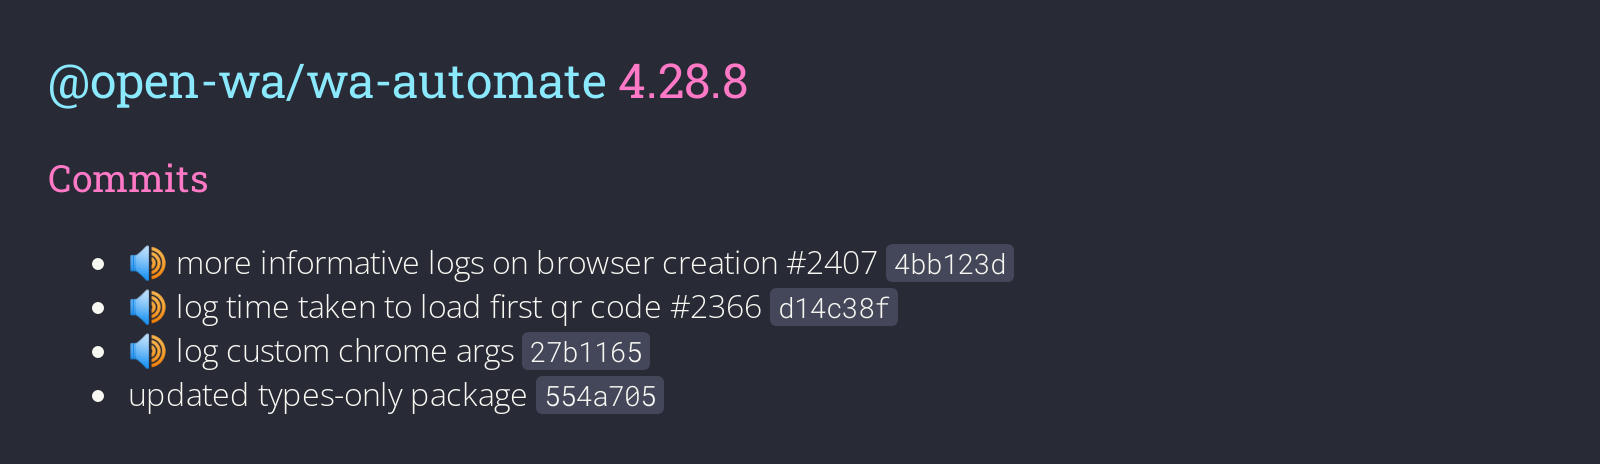 @open-wa/wa-automate 4.28.8
Commits
🔊 more informative logs on browser creation #2407 4bb123d
🔊 log time taken to load first qr code #2366 d14c38f
🔊 log custom chrome args 27b1165
updated types-only package 554a705